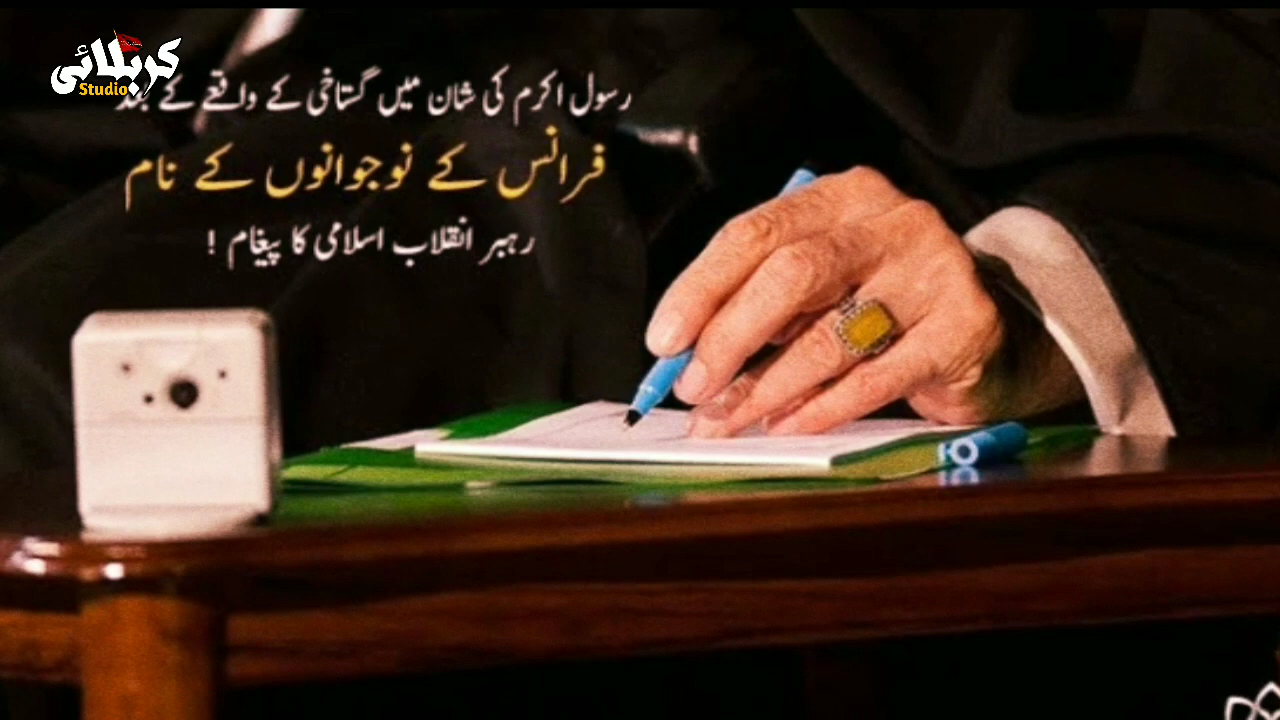 کربلائی
Studio
رسول اکرم کی شان میں گستاخی کے واقعے کے بعد
فرانس کے نوجوانوں کے نام
رہبر انقلاب اسلامی کا پیغام !